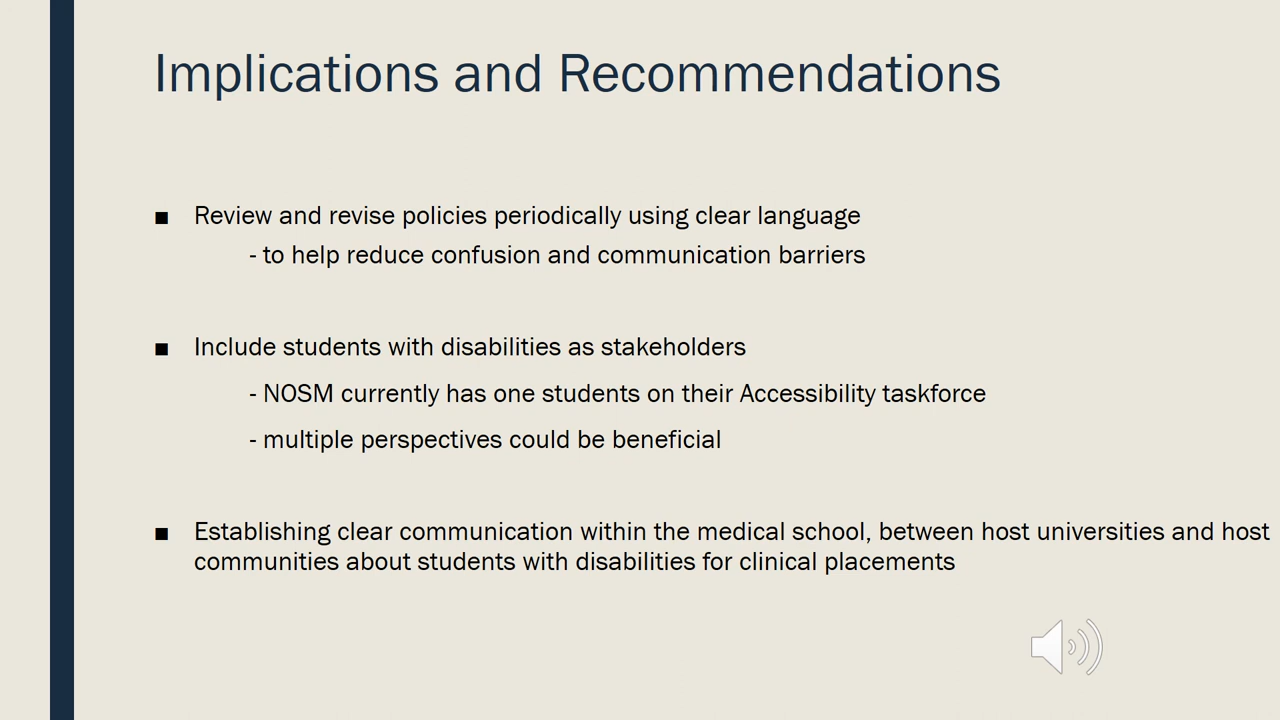 Implications and Recommendations
■ Review and revise policies periodically using clear language
- to help reduce confusion and communication barriers
■ Include students with disabilities as stakeholders
- NOSM currently has one students on their Accessibility taskforce
- multiple perspectives could be beneficial
■ Establishing clear communication within the medical school, between host universities and host
communities about students with disabilities for clinical placements